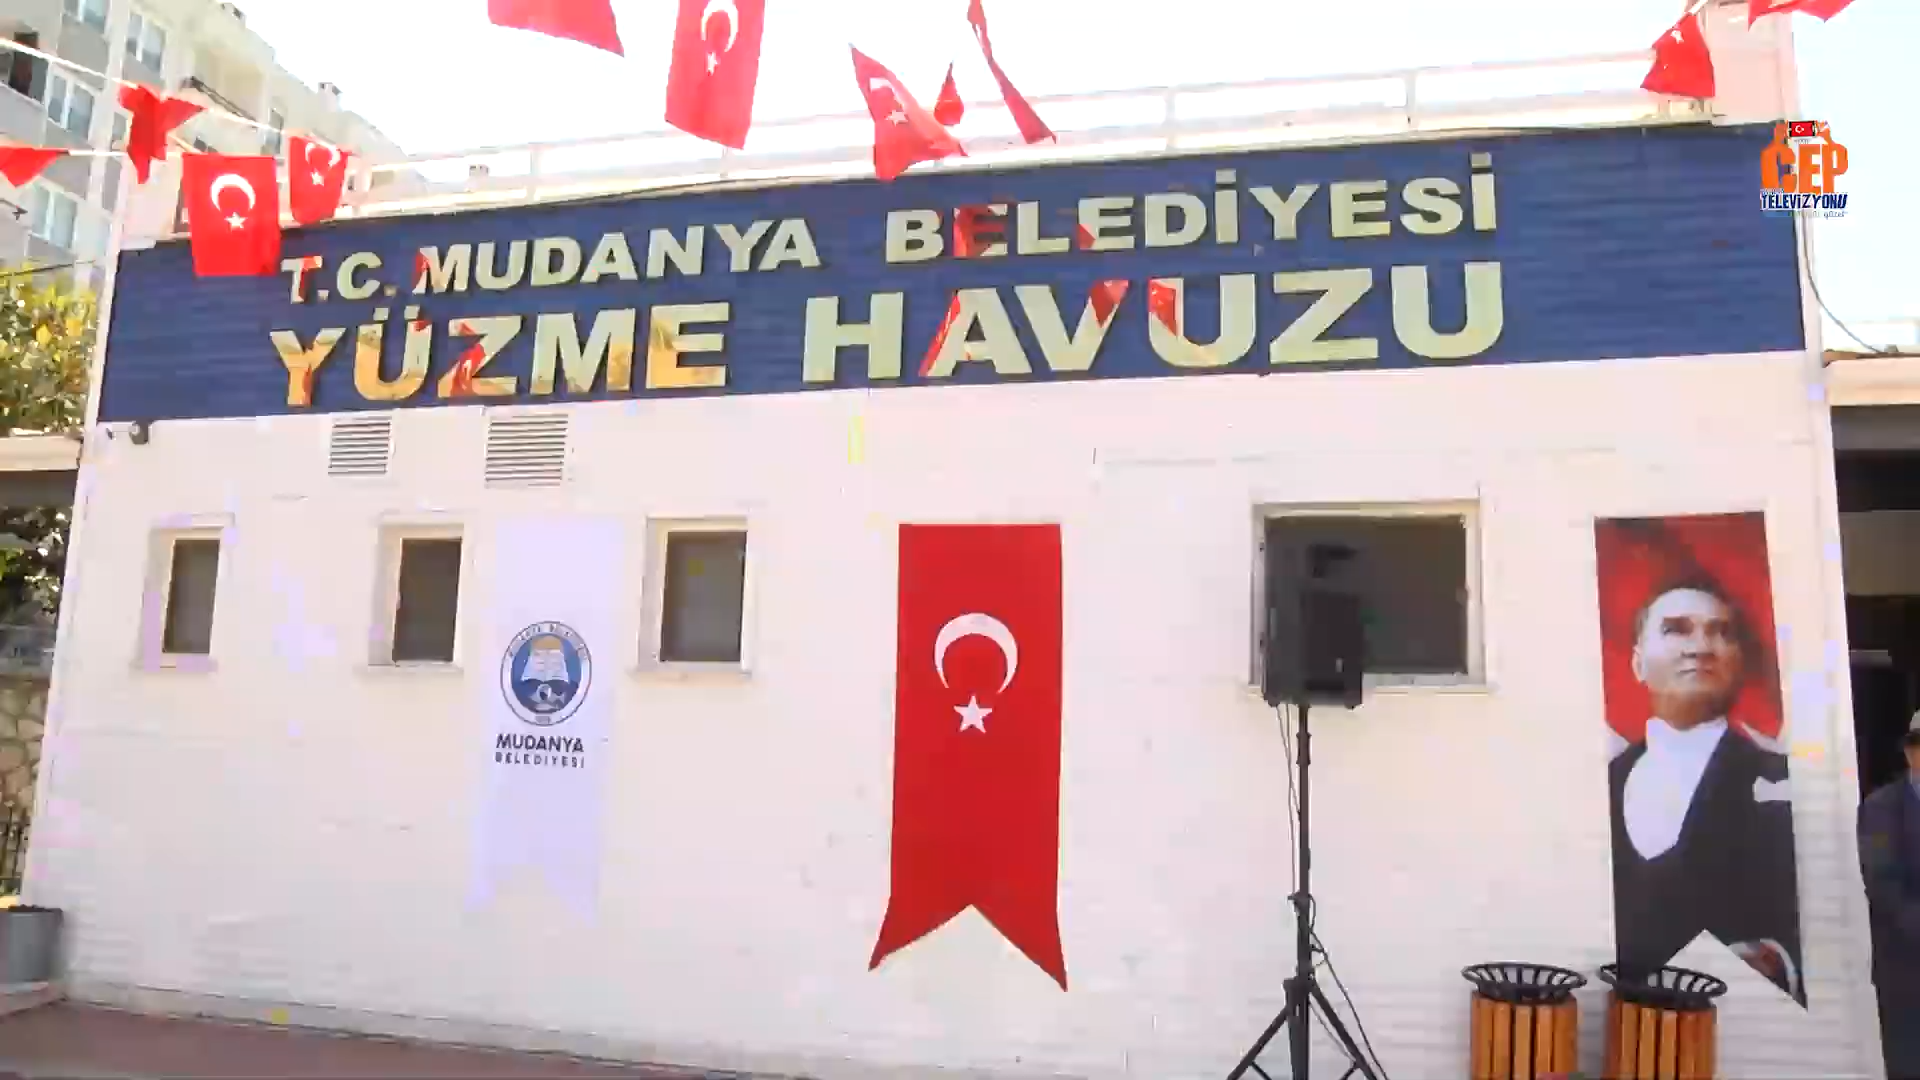 T.C. MUDANYA BELEDİYESİ
YÜZME HAVUZU
MUDANYA
BELEDİYESİ
CEP
TELEVİZYONU